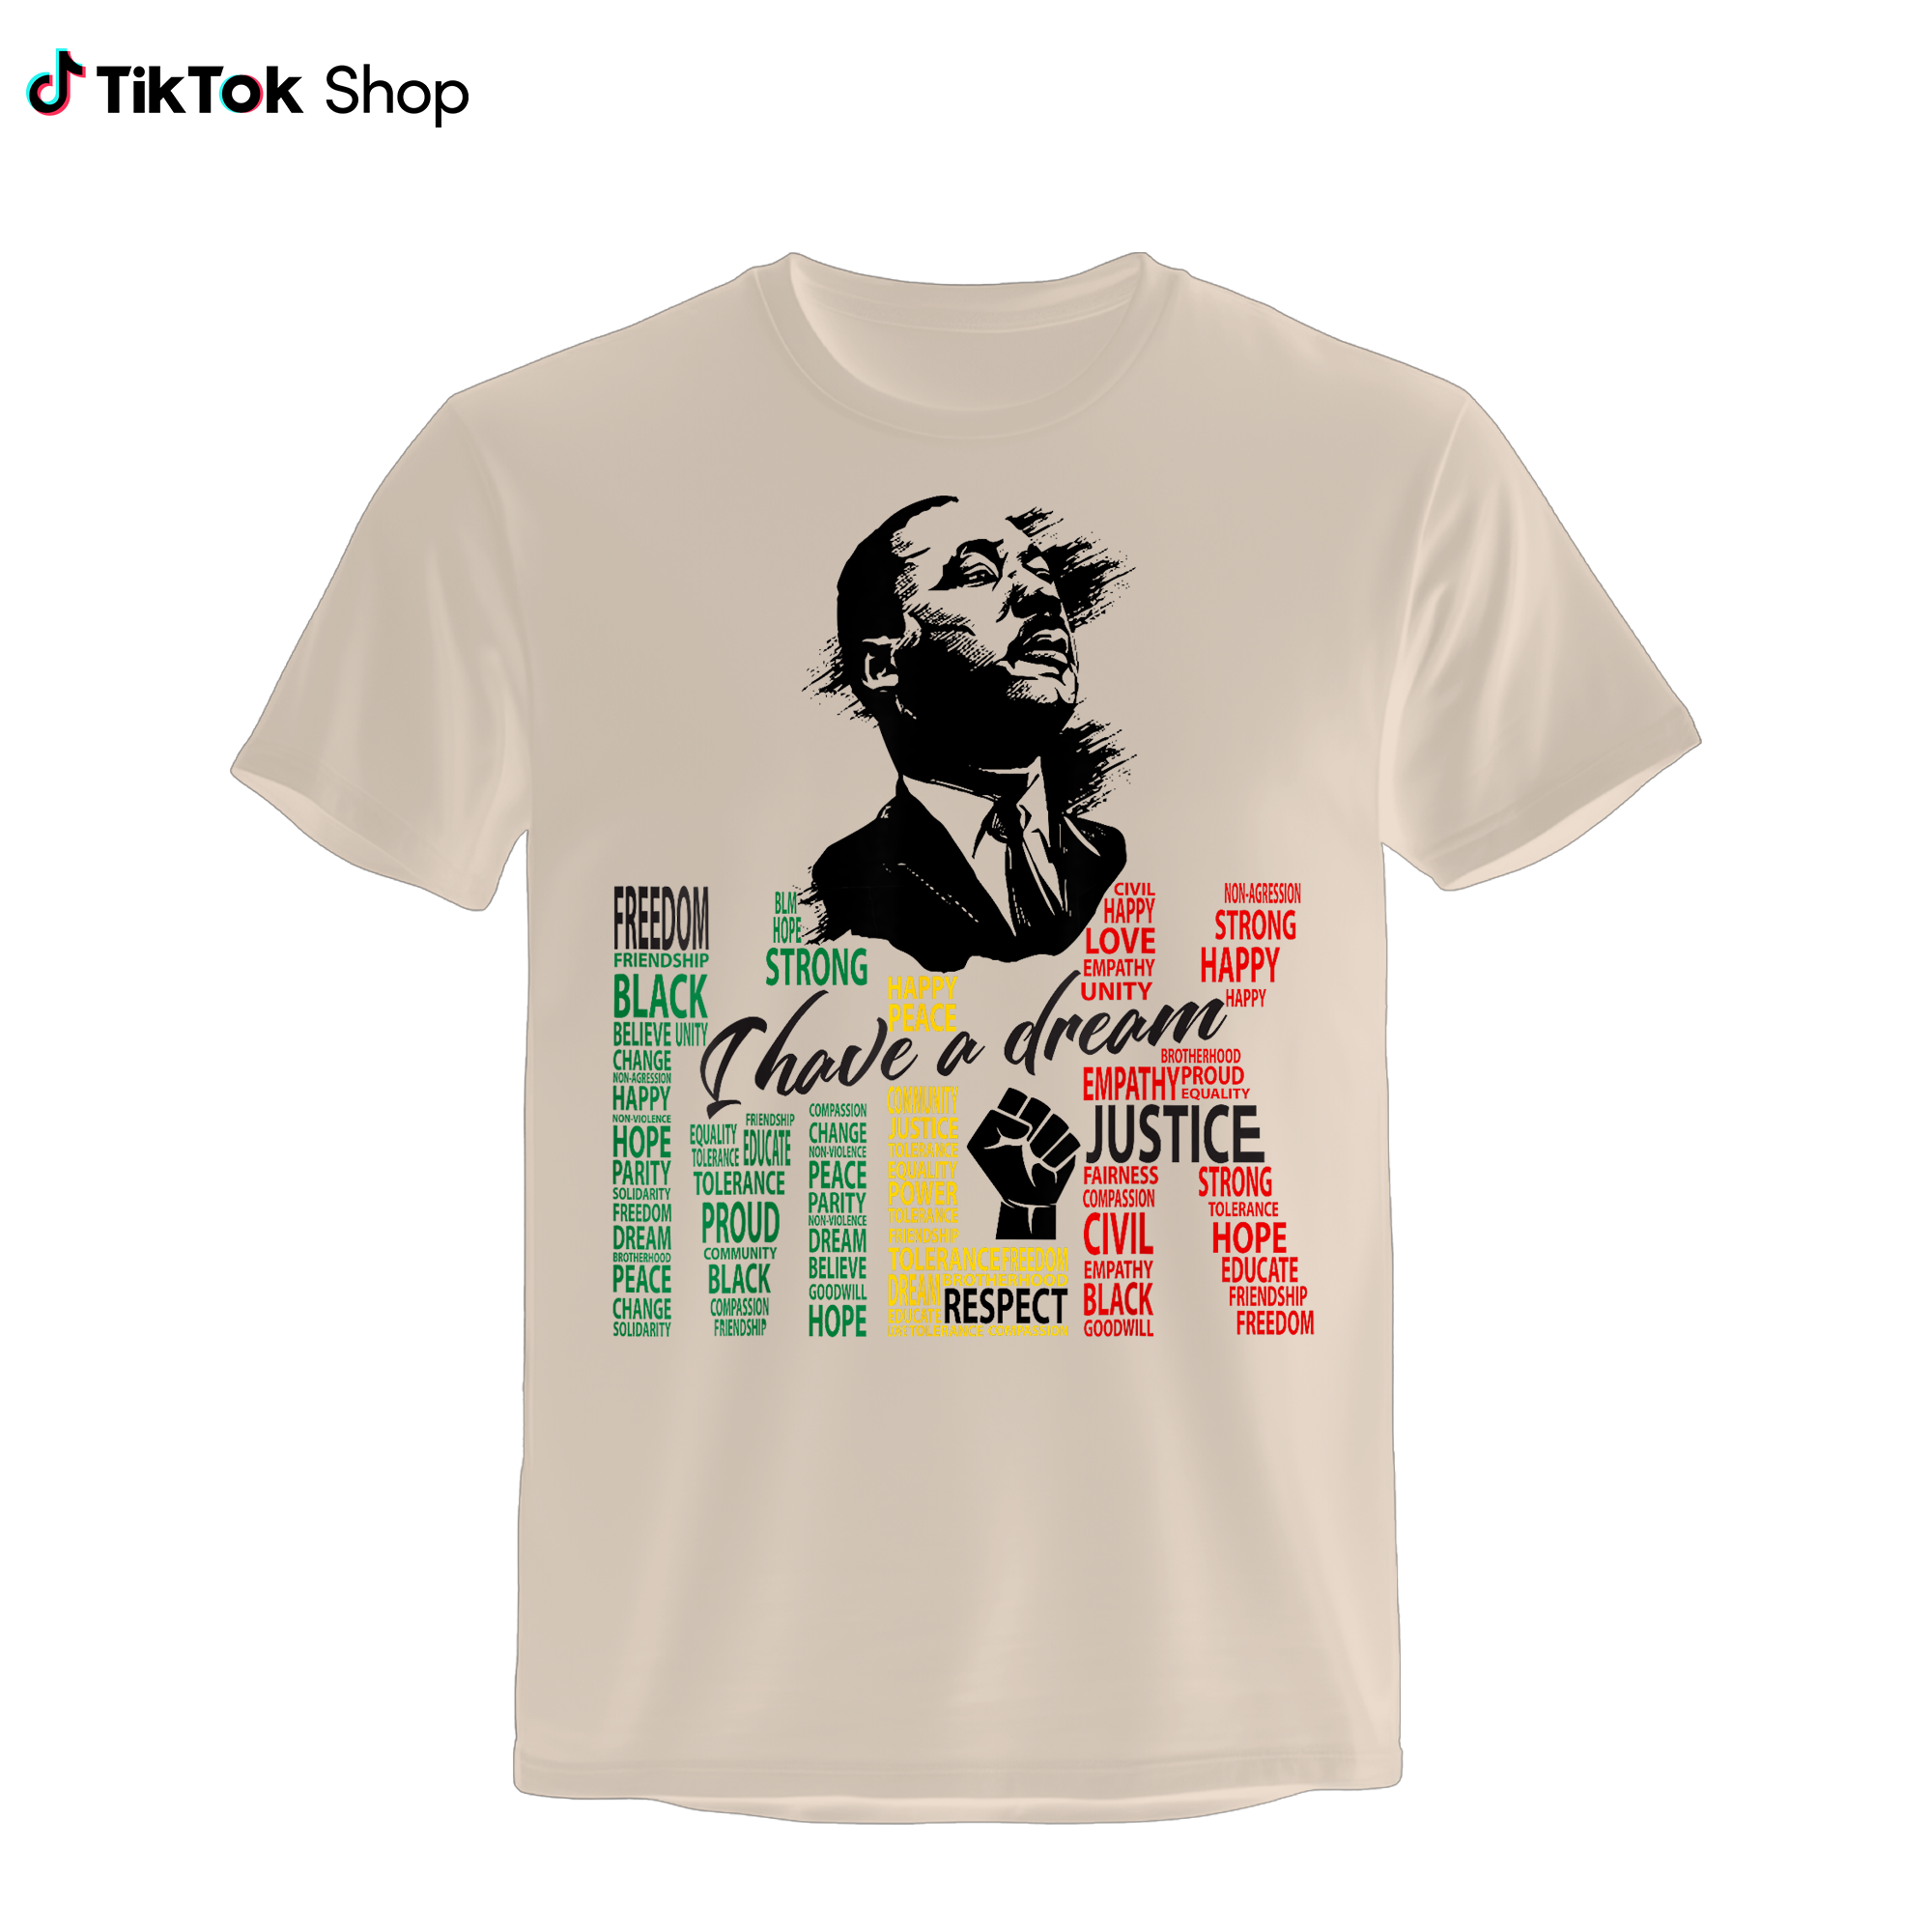 TikTok Shop
FREEDOM
FRIENDSHIP
BLACK
BELIEVE UNITY
CHANGE
NON-AGRESSION
HAPPY
NON-VIOLENCE
HOPE
PARITY
SOLIDARITY
FREEDOM
DREAM
BROTHERHOOD
PEACE
CHANGE
SOLIDARITY
BLM
HOPE
STRONG
FRIENDSHIP
EQUALITY
TOLERANCE
EDUCATE
TOLERANCE
PROUD
COMMUNITY
BLACK
COMPASSION
FRIENDSHIP
COMPASSION
CHANGE
NON-VIOLENCE
PEACE
PARITY
NON-VIOLENCE
DREAM
BELIEVE
GOODWILL
HOPE
HAPPY
PEACE
I have a dream
COMMUNITY
JUSTICE
TOLERANCE
EQUALITY
POWER
TOLERANCE
FRIENDSHIP
TOLERANCE FREEDOM
DREAM BROTHERHOOD
EDUCATE RESPECT
TOLERANCE COMPASSION
CIVIL
HAPPY
LOVE
EMPATHY
UNITY
NON-AGRESSION
STRONG
HAPPY
HAPPY
BROTHERHOOD
EMPATHY PROUD
EQUALITY
JUSTICE
FAIRNESS
COMPASSION
CIVIL
EMPATHY
BLACK
GOODWILL
STRONG
TOLERANCE
HOPE
EDUCATE
FRIENDSHIP
FREEDOM